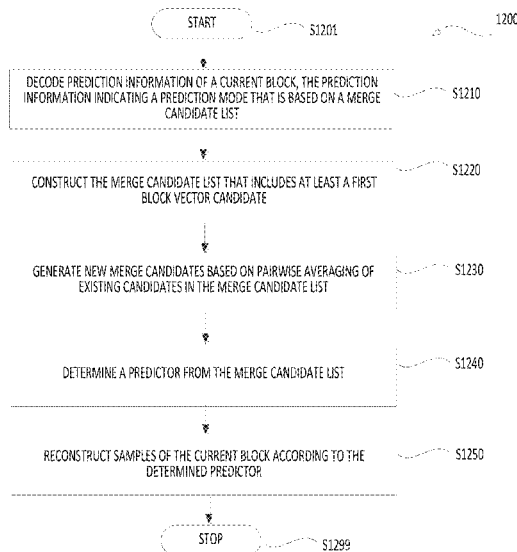 START
S1201
1200
DECODE PREDICTION INFORMATION OF A CURRENT BLOCK, THE PREDICTION
INFORMATION INDICATING A PREDICTION MODE THAT IS BASED ON A MERGE
CANDIDATE LIST
S1210
CONSTRUCT THE MERGE CANDIDATE LIST THAT INCLUDES AT LEAST A FIRST
BLOCK VECTOR CANDIDATE
S1220
GENERATE NEW MERGE CANDIDATES BASED ON PAIRWISE AVERAGING OF
EXISTING CANDIDATES IN THE MERGE CANDIDATE LIST
S1230
DETERMINE A PREDICTOR FROM THE MERGE CANDIDATE LIST
S1240
RECONSTRUCT SAMPLES OF THE CURRENT BLOCK ACCORDING TO THE
DETERMINED PREDICTOR
S1250
STOP
S1299